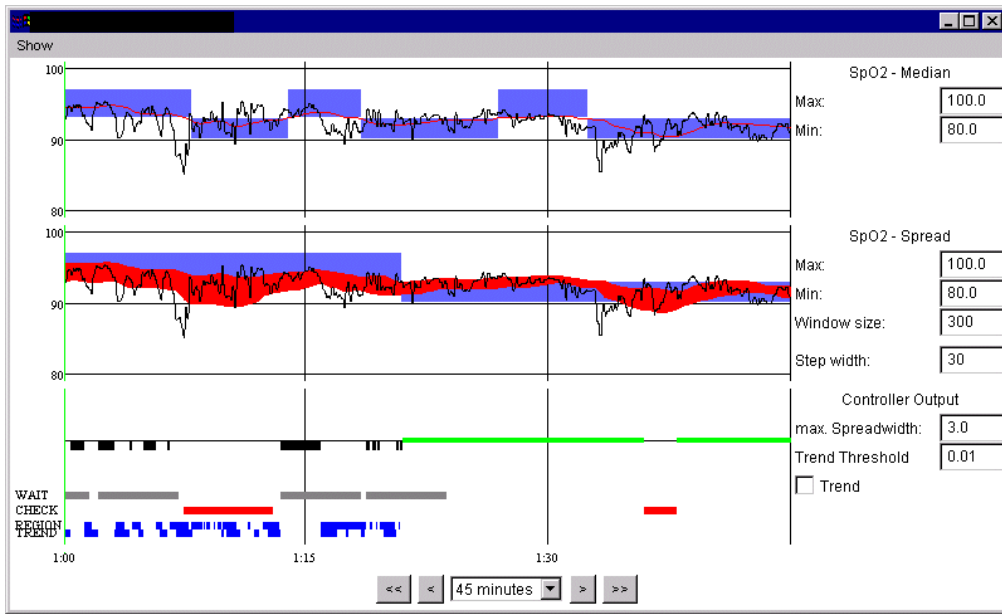 Show
100
90
80
SpO2 - Median
Max: 100.0
Min: 80.0
100
90
80
SpO2 - Spread
Max: 100.0
Min: 80.0
Window size: 300
Step width: 30
Controller Output
max. Spreadwidth: 3.0
Trend Threshold 0.01
Trend
WAIT
CHECK
REGION
TREND
1:00 1:15 1:30
<< < 45 minutes > >>